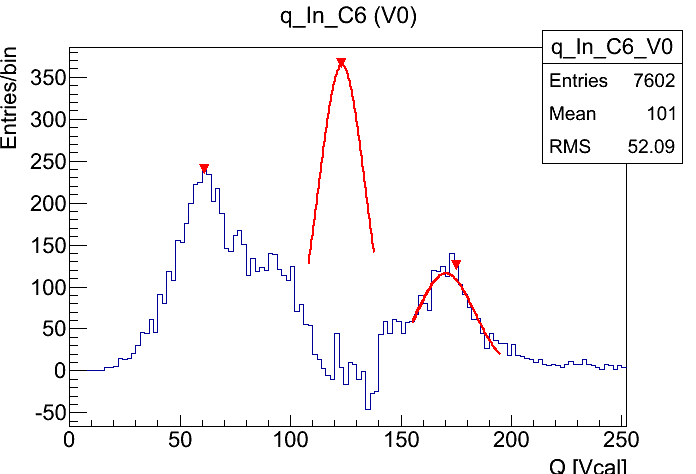 q_In_C6 (V0)
q_In_C6_V0
Entries 7602
Mean 101
RMS 52.09
Entries/bin
350
300
250
200
150
100
50
0
-50
0 50 100 150 200 250
Q [Vcal]